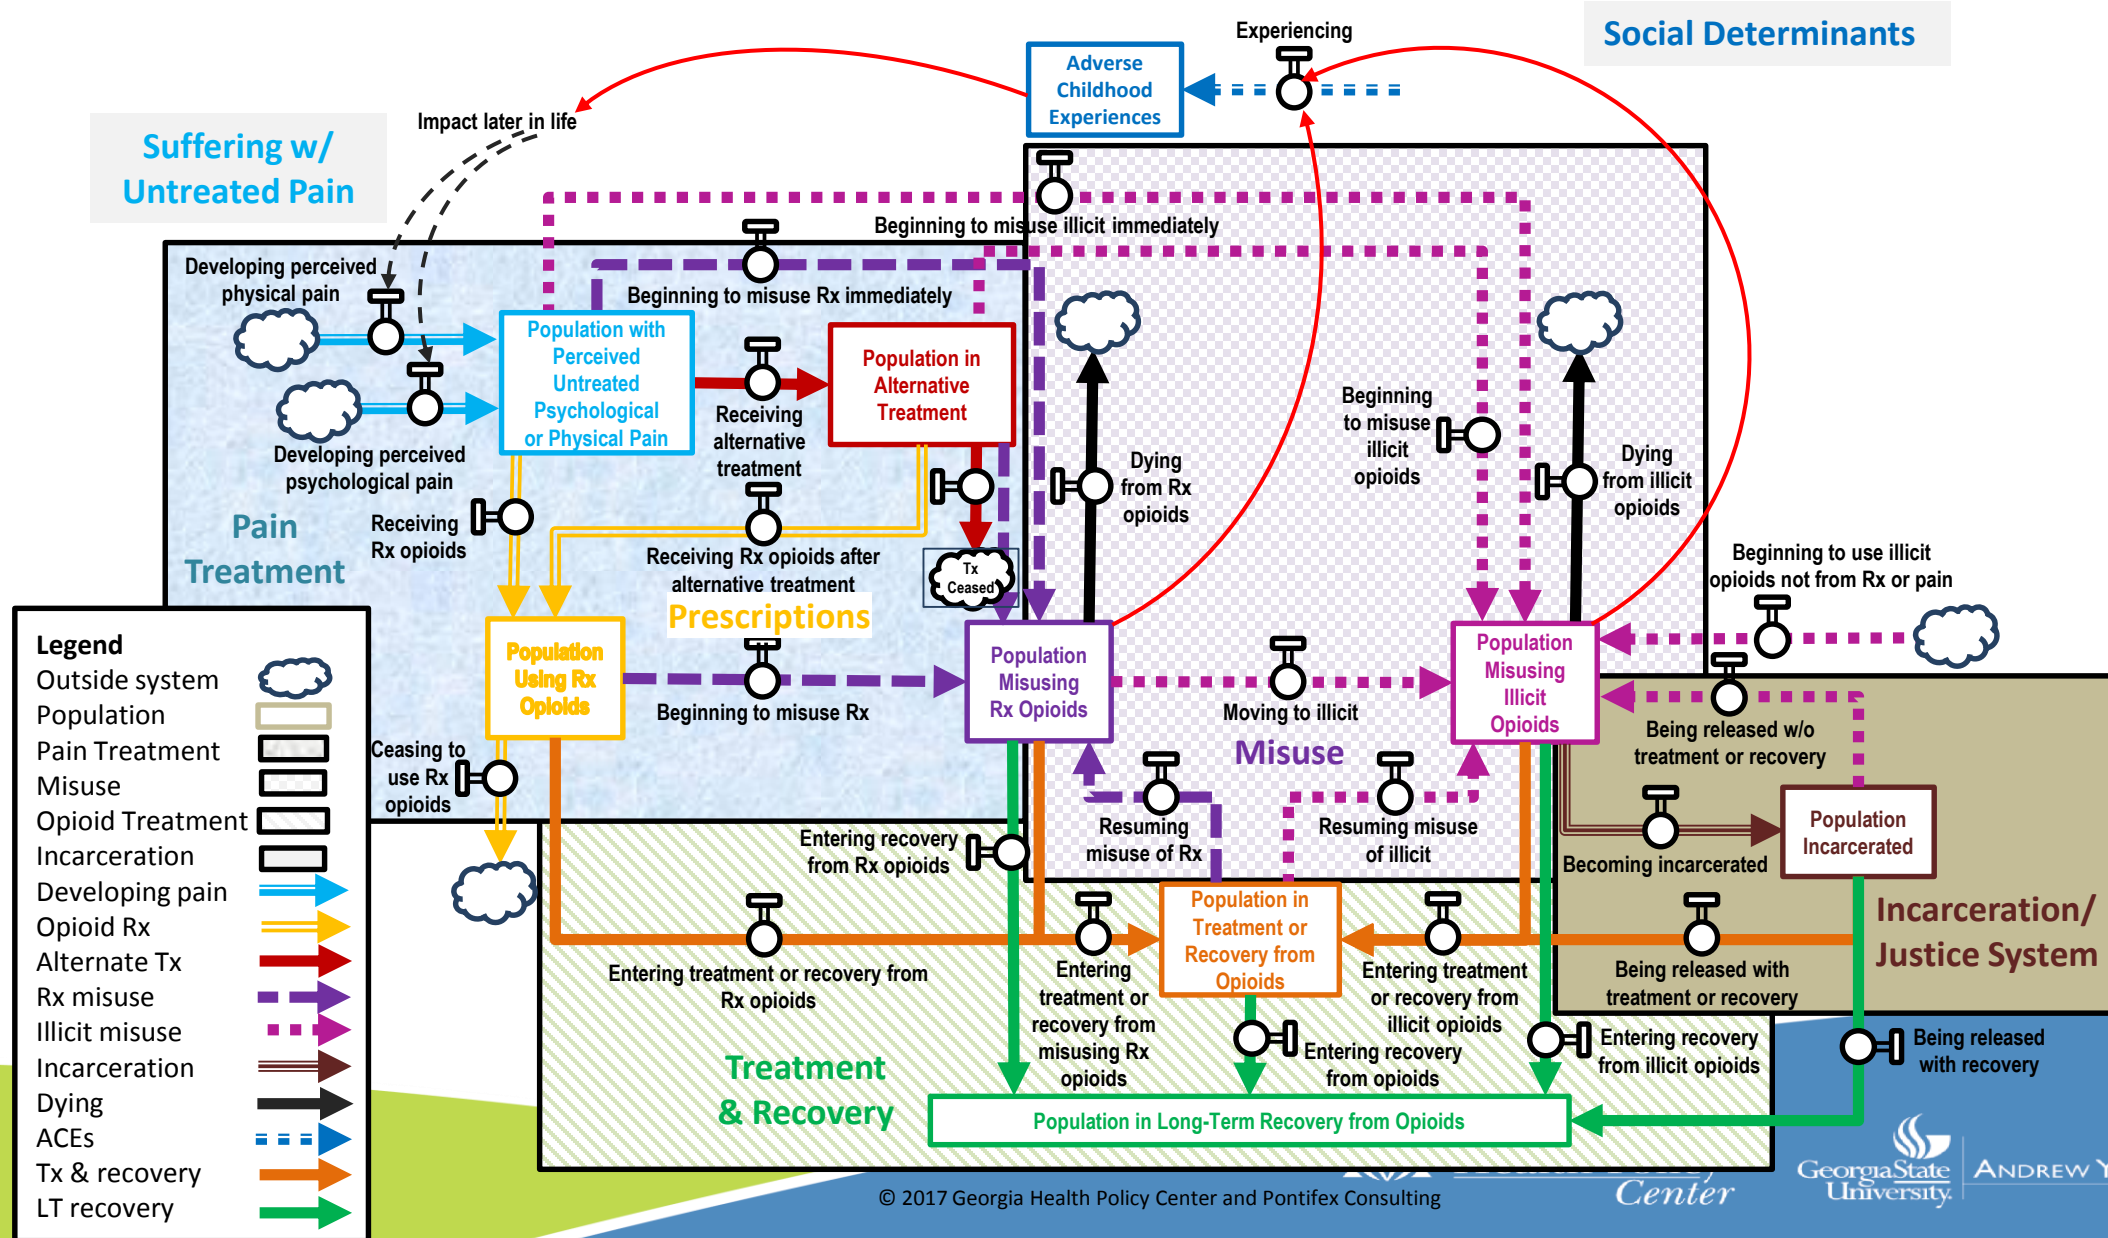 Experiencing
Social Determinants
Adverse
Childhood
Experiences
Impact later in life
Suffering w/
Untreated Pain
Beginning to misuse illicit immediately
Developing perceived
physical pain
Beginning to misuse Rx immediately
Population with
Perceived
Untreated
Psychological
or Physical Pain
Population in
Alternative
Treatment
Receiving
alternative
treatment
Beginning
to misuse
illicit
opioids
Developing perceived
psychological pain
Dying
from Rx
opioids
Dying
from illicit
opioids
Pain
Treatment
Receiving
Rx opioids
Receiving Rx opioids after
alternative treatment
Tx
Ceased
Beginning to use illicit
opioids not from Rx or pain
Prescriptions
Population
Using Rx
Opioids
Population
Misusing
Rx Opioids
Population
Misusing
Illicit
Opioids
Beginning to misuse Rx
Moving to illicit
Misuse
Being released w/o
treatment or recovery
Ceasing to
use Rx
opioids
Resuming
misuse of Rx
Resuming misuse
of illicit
Entering recovery
from Rx opioids
Becoming incarcerated
Population
Incarcerated
Incarceration/
Justice System
Population in
Treatment or
Recovery from
Opioids
Entering treatment or recovery from
Rx opioids
Entering
treatment or
recovery from
misusing Rx
opioids
Entering treatment
or recovery from
illicit opioids
Being released with
treatment or recovery
Entering recovery
from opioids
Entering recovery
from illicit opioids
Being released
with recovery
Treatment
& Recovery
Population in Long-Term Recovery from Opioids
Legend
Outside system
Population
Pain Treatment
Misuse
Opioid Treatment
Incarceration
Developing pain
Opioid Rx
Alternate Tx
Rx misuse
Illicit misuse
Incarceration
Dying
ACEs
Tx & recovery
LT recovery
© 2017 Georgia Health Policy Center and Pontifex Consulting
Center
GeorgiaState
University.
ANDREW Y